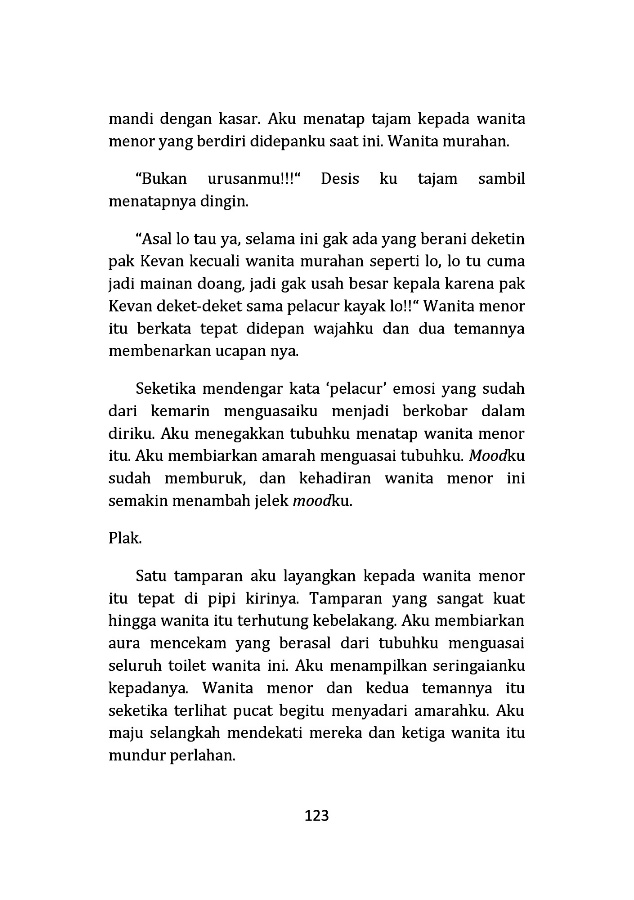 mandi dengan kasar. Aku menatap tajam kepada wanita
menor yang berdiri didepanku saat ini. Wanita murahan.
“Bukan urusanmu!!!“ Desis ku tajam sambil
menatapnya dingin.
“Asal lo tau ya, selama ini gak ada yang berani deketin
pak Kevan kecuali wanita murahan seperti lo, lo tu cuma
jadi mainan doang, jadi gak usah besar kepala karena pak
Kevan deket-deket sama pelacur kayak lo!!“ Wanita menor
itu berkata tepat didepan wajahku dan dua temannya
membenarkan ucapan nya.
Seketika mendengar kata ‘pelacur’ emosi yang sudah
dari kemarin menguasaiku menjadi berkobar dalam
diriku. Aku menegakkan tubuhku menatap wanita menor
itu. Aku membiarkan amarah menguasai tubuhku. Moodku
sudah memburuk, dan kehadiran wanita menor ini
semakin menambah jelek moodku.
Plak.
Satu tamparan aku layangkan kepada wanita menor
itu tepat di pipi kirinya. Tamparan yang sangat kuat
hingga wanita itu terhutung kebelakang. Aku membiarkan
aura mencekam yang berasal dari tubuhku menguasai
seluruh toilet wanita ini. Aku menampilkan seringaianku
kepadanya. Wanita menor dan kedua temannya itu
seketika terlihat pucat begitu menyadari amarahku. Aku
maju selangkah mendekati mereka dan ketiga wanita itu
mundur perlahan.
123